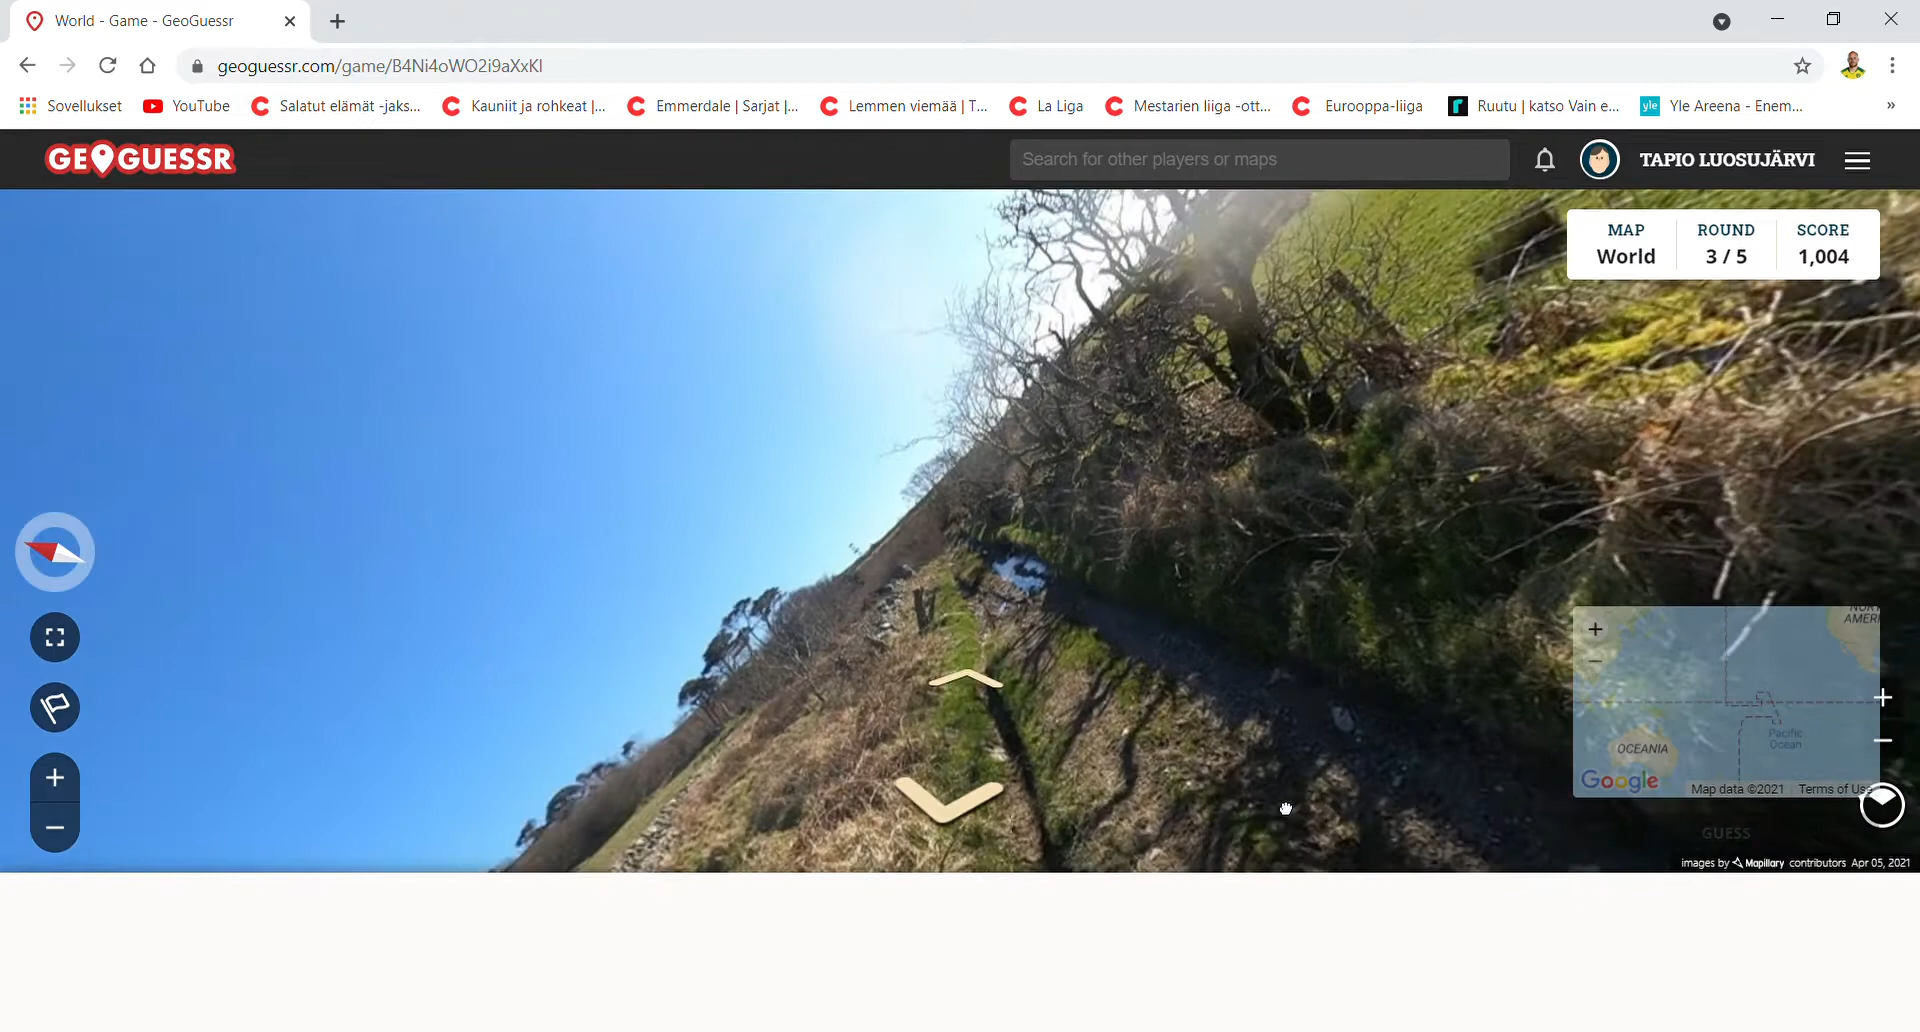 World - Game - GeoGuessr
geoguessr.com/game/B4Ni4oWO2i9aXxKl
Sovellukset YouTube Salatut elämät -jaks... Kauniit ja rohkeat |... Emmerdale | Sarjat |... Lemmen viemää | T... La Liga Mestarien liiga -ott... Eurooppa-liiga Ruutu | katso Vain e... yle Yle Areena - Enem... »
GEOGUESSR Search for other players or maps TAPIO LUOSUJÄRVI
MAP ROUND SCORE
World 3 / 5 1,004
AMERI
OCEANIA
Pacific
Ocean
Google
Map data ©2021 Terms of Use
GUESS
images by Mapillary contributors Apr 05, 2021